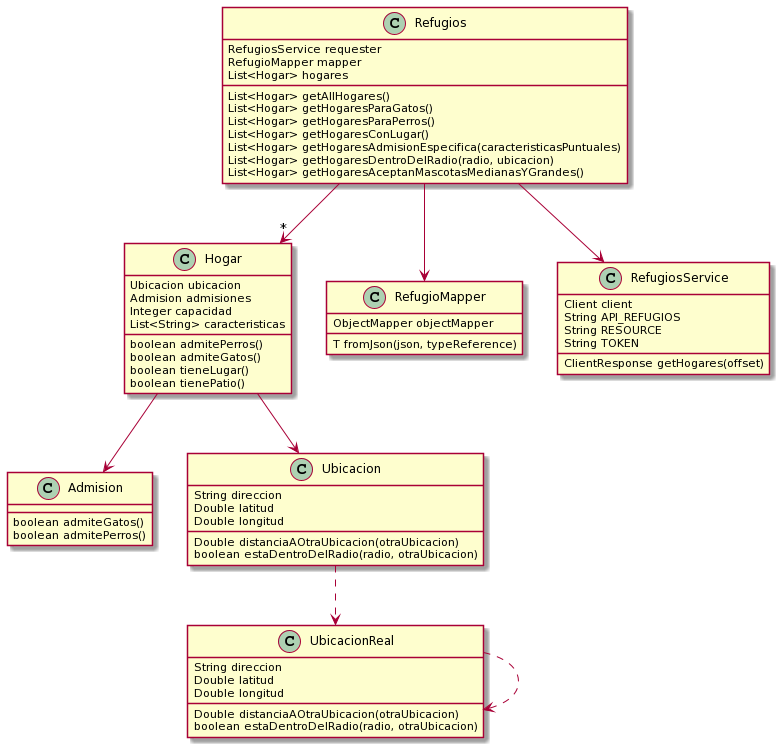 C Refugios
RefugiosService requester
RefugioMapper mapper
List<Hogar> hogares
List<Hogar> getAllHogares()
List<Hogar> getHogaresParaGatos()
List<Hogar> getHogaresParaPerros()
List<Hogar> getHogaresConLugar()
List<Hogar> getHogaresAdmisionEspecifica(caracteristicasPuntuales)
List<Hogar> getHogaresDentroDelRadio(radio, ubicacion)
List<Hogar> getHogaresAceptanMascotasMedianasYGrandes()
*
C Hogar
Ubicacion ubicacion
Admision admisiones
Integer capacidad
List<String> caracteristicas
boolean admitePerros()
boolean admiteGatos()
boolean tieneLugar()
boolean tienePatio()
C RefugioMapper
ObjectMapper objectMapper
T fromJson(json, typeReference)
C RefugiosService
Client client
String API_REFUGIOS
String RESOURCE
String TOKEN
ClientResponse getHogares(offset)
C Admision
boolean admiteGatos()
boolean admitePerros()
C Ubicacion
String direccion
Double latitud
Double longitud
Double distanciaAOtraUbicacion(otraUbicacion)
boolean estaDentroDelRadio(radio, otraUbicacion)
C UbicacionReal
String direccion
Double latitud
Double longitud
Double distanciaAOtraUbicacion(otraUbicacion)
boolean estaDentroDelRadio(radio, otraUbicacion)